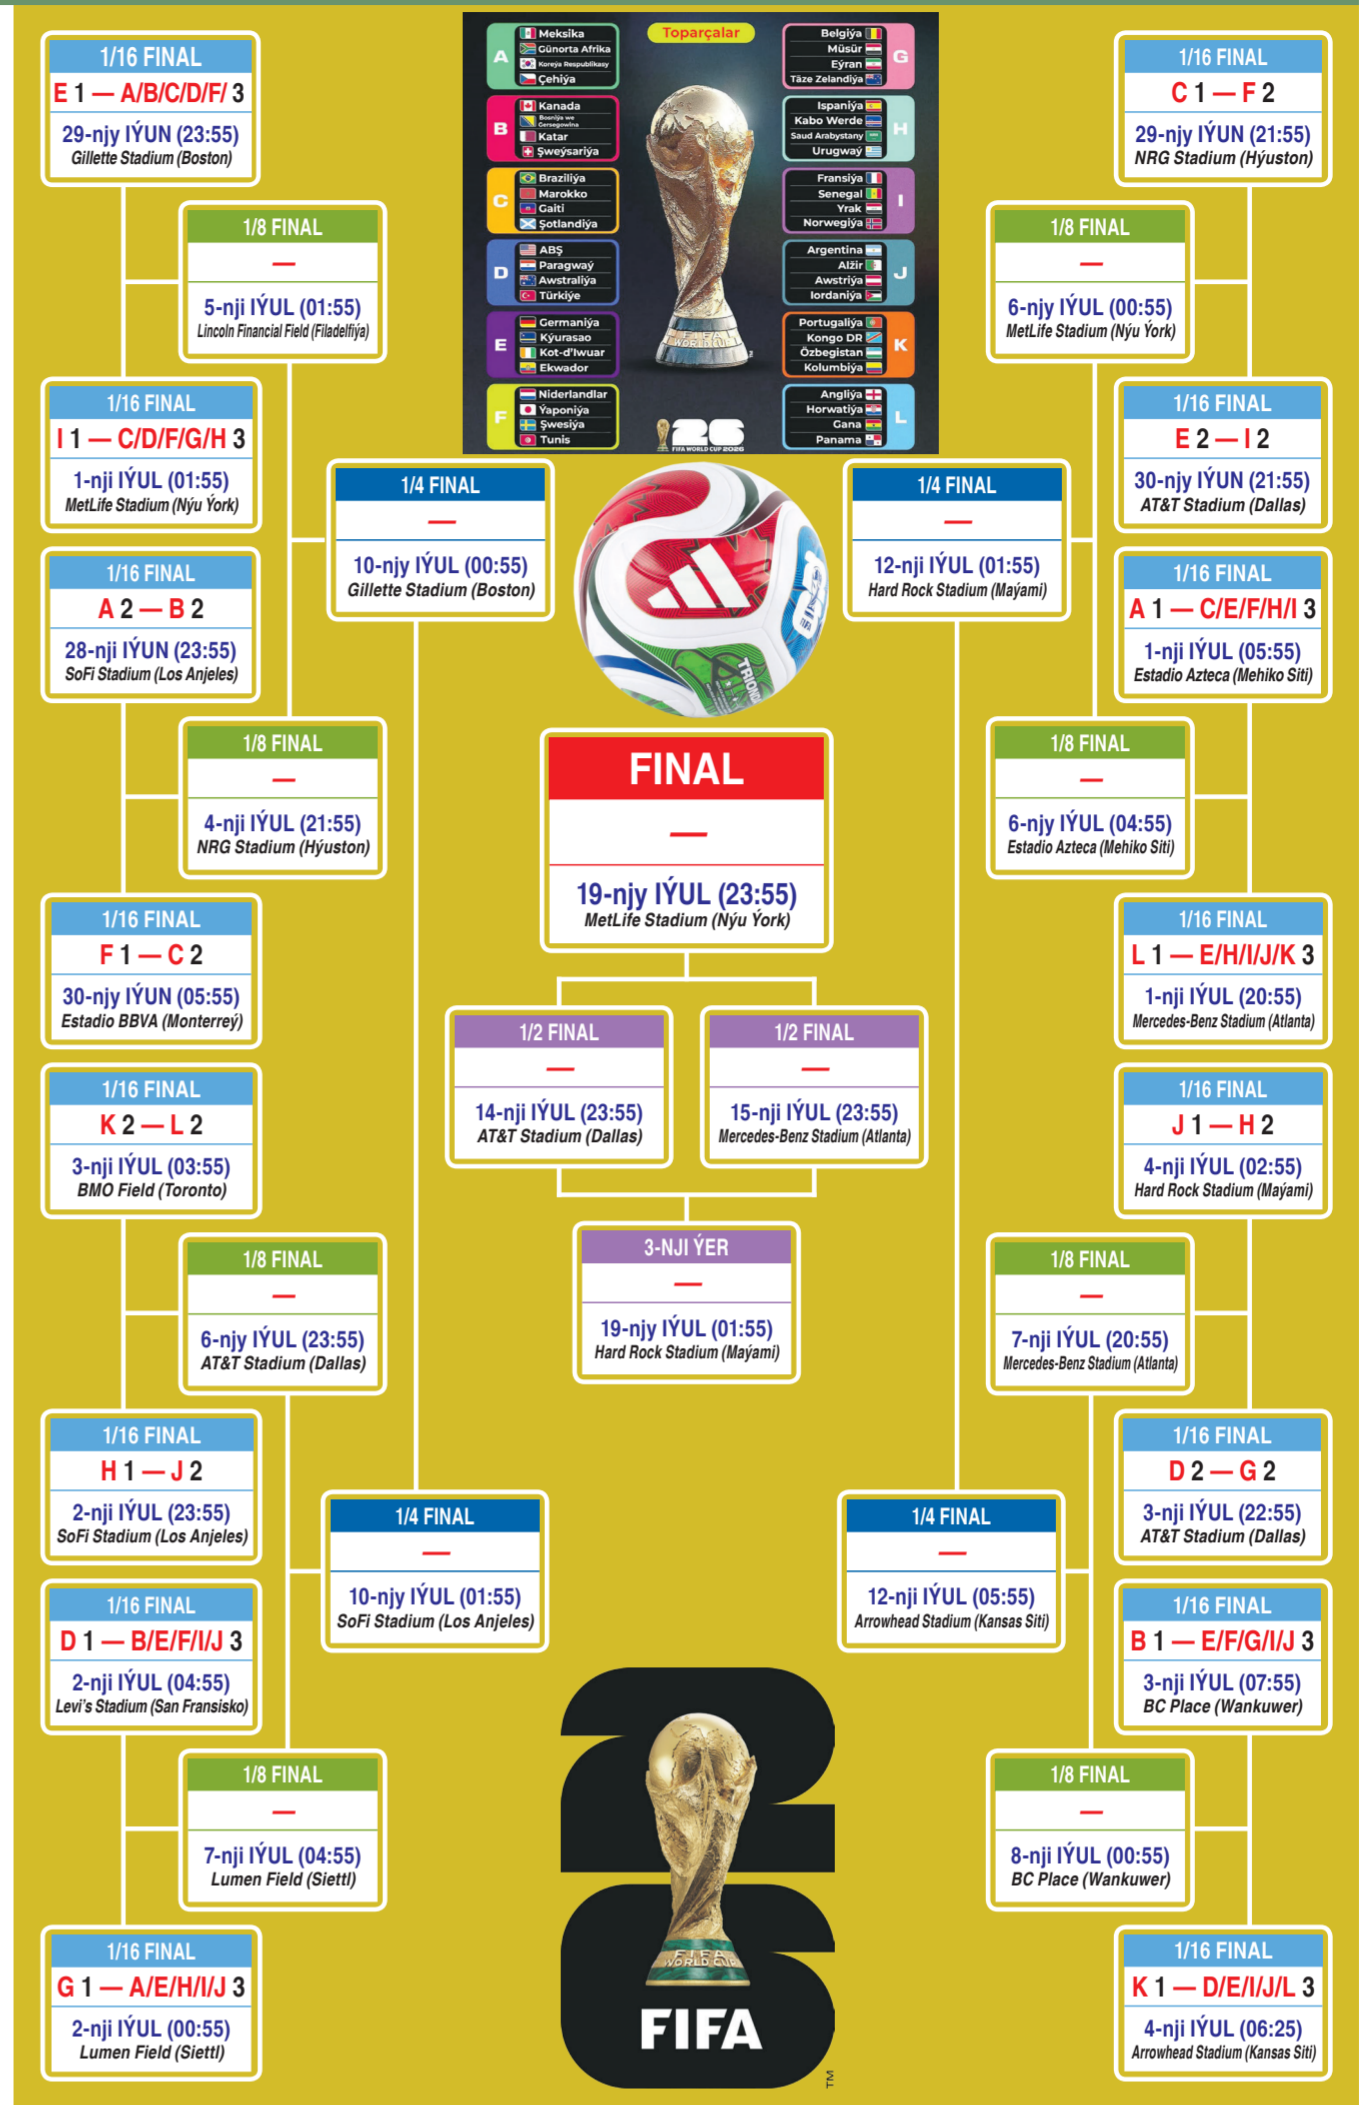 1/16 FINAL
E 1 — A/B/C/D/F/ 3
29-njy IÝUN (23:55)
Gillette Stadium (Boston)
1/8 FINAL
—
5-nji IÝUL (01:55)
Lincoln Financial Field (Filadelfiýa)
1/16 FINAL
I 1 — C/D/F/G/H 3
1-nji IÝUL (01:55)
MetLife Stadium (Nýu Ýork)
1/4 FINAL
—
10-njy IÝUL (00:55)
Gillette Stadium (Boston)
1/16 FINAL
A 2 — B 2
28-nji IÝUN (23:55)
SoFi Stadium (Los Anjeles)
1/8 FINAL
—
4-nji IÝUL (21:55)
NRG Stadium (Hýuston)
1/16 FINAL
F 1 — C 2
30-njy IÝUN (05:55)
Estadio BBVA (Monterreý)
1/16 FINAL
K 2 — L 2
3-nji IÝUL (03:55)
BMO Field (Toronto)
1/8 FINAL
—
6-njy IÝUL (23:55)
AT&T Stadium (Dallas)
1/16 FINAL
H 1 — J 2
2-nji IÝUL (23:55)
SoFi Stadium (Los Anjeles)
1/4 FINAL
—
10-njy IÝUL (01:55)
SoFi Stadium (Los Anjeles)
1/16 FINAL
D 1 — B/E/F/I/J 3
2-nji IÝUL (04:55)
Levi's Stadium (San Fransisko)
1/8 FINAL
—
7-nji IÝUL (04:55)
Lumen Field (Siettl)
1/16 FINAL
G 1 — A/E/H/I/J 3
2-nji IÝUL (00:55)
Lumen Field (Siettl)
Toparçalar
A
Meksika
Günorta Afrika
Koreýa Respublikasy
Çehiýa
B
Kanada
Bosniýa we
Gersegowina
Katar
Şweýsariýa
C
Braziliýa
Marokko
Gaiti
Şotlandiýa
D
ABŞ
Paragwaý
Awstraliýa
Türkiýe
E
Germaniýa
Kýurasao
Kot-d'Iwuar
Ekwador
F
Niderlandlar
Ýaponiýa
Şwesiýa
Tunis
G
Belgiýa
Müsür
Eýran
Täze Zelandiýa
H
Ispaniýa
Kabo Werde
Saud Arabystany
Urugwaý
I
Fransiýa
Senegal
Yrak
Norwegiýa
J
Argentina
Alžir
Awstriýa
Iordaniýa
K
Portugaliýa
Kongo DR
Özbegistan
Kolumbiýa
L
Angliýa
Horwatiýa
Gana
Panama
FIFA
WORLD CUP
26
FIFA WORLD CUP 2026
TRIONDA
FIFA
FINAL
—
19-njy IÝUL (23:55)
MetLife Stadium (Nýu Ýork)
1/2 FINAL
—
14-nji IÝUL (23:55)
AT&T Stadium (Dallas)
1/2 FINAL
—
15-nji IÝUL (23:55)
Mercedes-Benz Stadium (Atlanta)
3-NJI ÝER
—
19-njy IÝUL (01:55)
Hard Rock Stadium (Maýami)
26
FIFA
WORLD CUP
FIFA
TM
1/16 FINAL
C 1 — F 2
29-njy IÝUN (21:55)
NRG Stadium (Hýuston)
1/8 FINAL
—
6-njy IÝUL (00:55)
MetLife Stadium (Nýu Ýork)
1/16 FINAL
E 2 — I 2
30-njy IÝUN (21:55)
AT&T Stadium (Dallas)
1/4 FINAL
—
12-nji IÝUL (01:55)
Hard Rock Stadium (Maýami)
1/16 FINAL
A 1 — C/E/F/H/I 3
1-nji IÝUL (05:55)
Estadio Azteca (Mehiko Siti)
1/8 FINAL
—
6-njy IÝUL (04:55)
Estadio Azteca (Mehiko Siti)
1/16 FINAL
L 1 — E/H/I/J/K 3
1-nji IÝUL (20:55)
Mercedes-Benz Stadium (Atlanta)
1/16 FINAL
J 1 — H 2
4-nji IÝUL (02:55)
Hard Rock Stadium (Maýami)
1/8 FINAL
—
7-nji IÝUL (20:55)
Mercedes-Benz Stadium (Atlanta)
1/16 FINAL
D 2 — G 2
3-nji IÝUL (22:55)
AT&T Stadium (Dallas)
1/4 FINAL
—
12-nji IÝUL (05:55)
Arrowhead Stadium (Kansas Siti)
1/16 FINAL
B 1 — E/F/G/I/J 3
3-nji IÝUL (07:55)
BC Place (Wankuwer)
1/8 FINAL
—
8-nji IÝUL (00:55)
BC Place (Wankuwer)
1/16 FINAL
K 1 — D/E/I/J/L 3
4-nji IÝUL (06:25)
Arrowhead Stadium (Kansas Siti)